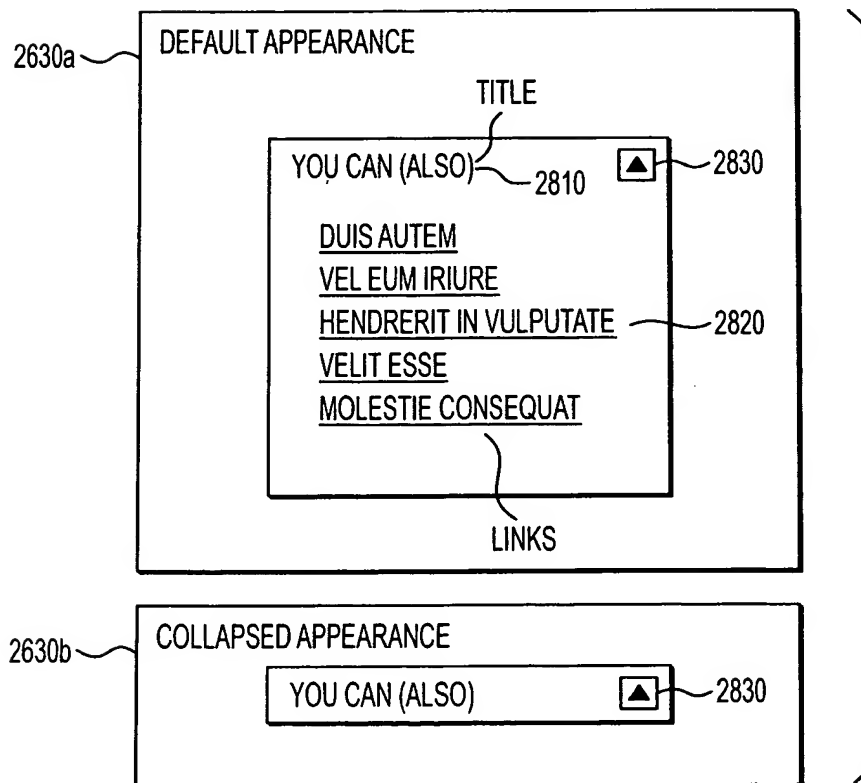 2630a
DEFAULT APPEARANCE
TITLE
YOU CAN (ALSO)
2810
2830
DUIS AUTEM
VEL EUM IRIURE
HENDRERIT IN VULPUTATE
2820
VELIT ESSE
MOLESTIE CONSEQUAT
LINKS
2630b
COLLAPSED APPEARANCE
YOU CAN (ALSO)
2830